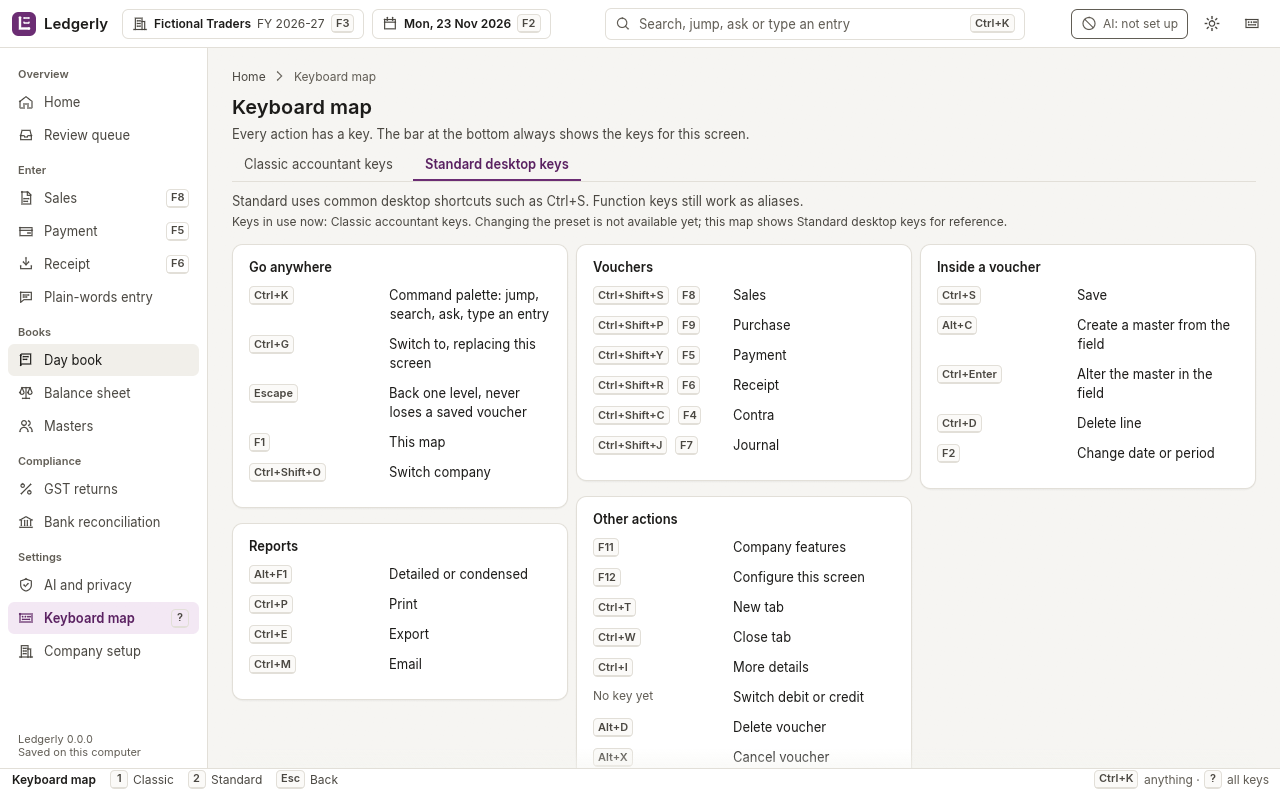 Ledgerly
Fictional Traders FY 2026-27 F3
Mon, 23 Nov 2026 F2
Search, jump, ask or type an entry Ctrl+K
AI: not set up
Overview
Home
Review queue
Enter
Sales F8
Payment F5
Receipt F6
Plain-words entry
Books
Day book
Balance sheet
Masters
Compliance
GST returns
Bank reconciliation
Settings
AI and privacy
Keyboard map ?
Company setup
Ledgerly 0.0.0
Saved on this computer
Home > Keyboard map
Keyboard map
Every action has a key. The bar at the bottom always shows the keys for this screen.
Classic accountant keys
Standard desktop keys
Standard uses common desktop shortcuts such as Ctrl+S. Function keys still work as aliases.
Keys in use now: Classic accountant keys. Changing the preset is not available yet; this map shows Standard desktop keys for reference.
Go anywhere
Ctrl+K Command palette: jump,
search, ask, type an entry
Ctrl+G Switch to, replacing this
screen
Escape Back one level, never
loses a saved voucher
F1 This map
Ctrl+Shift+O Switch company
Reports
Alt+F1 Detailed or condensed
Ctrl+P Print
Ctrl+E Export
Ctrl+M Email
Vouchers
Ctrl+Shift+S F8 Sales
Ctrl+Shift+P F9 Purchase
Ctrl+Shift+Y F5 Payment
Ctrl+Shift+R F6 Receipt
Ctrl+Shift+C F4 Contra
Ctrl+Shift+J F7 Journal
Other actions
F11 Company features
F12 Configure this screen
Ctrl+T New tab
Ctrl+W Close tab
Ctrl+I More details
No key yet Switch debit or credit
Alt+D Delete voucher
Alt+X Cancel voucher
Inside a voucher
Ctrl+S Save
Alt+C Create a master from the
field
Ctrl+Enter Alter the master in the
field
Ctrl+D Delete line
F2 Change date or period
Keyboard map 1 Classic 2 Standard Esc Back
Ctrl+K anything · ? all keys